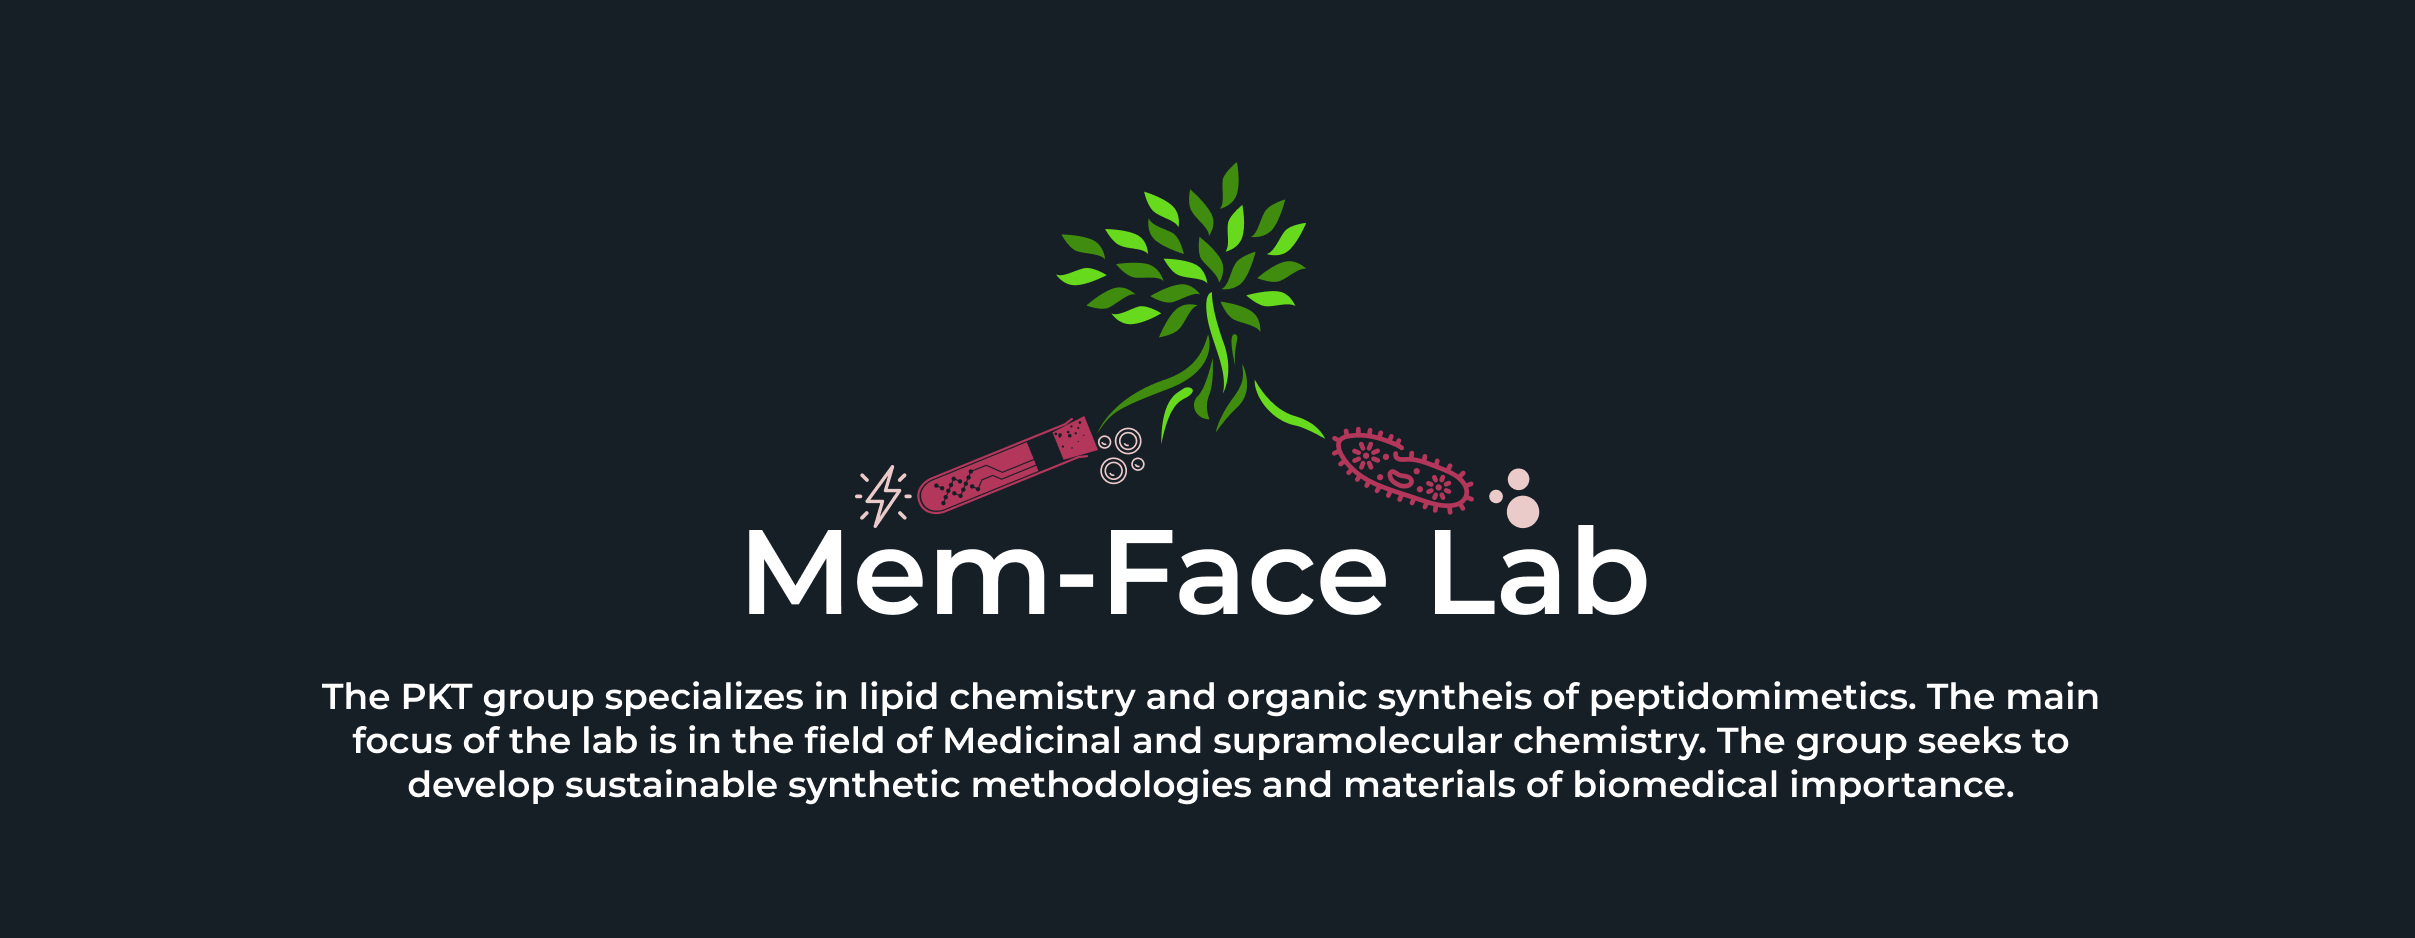 Mem-Face Lab
The PKT group specializes in lipid chemistry and organic syntheis of peptidomimetics. The main
focus of the lab is in the field of Medicinal and supramolecular chemistry. The group seeks to
develop sustainable synthetic methodologies and materials of biomedical importance.